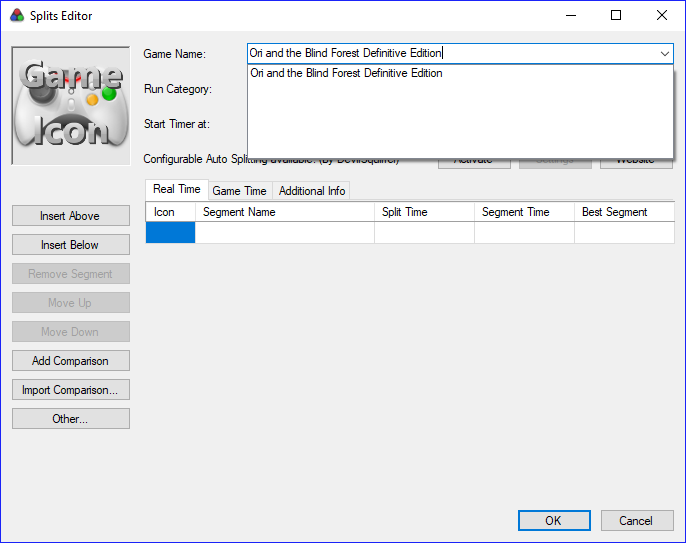 Splits Editor
Game Icon
Game Name:
Ori and the Blind Forest Definitive Edition
Ori and the Blind Forest Definitive Edition
Run Category:
Start Timer at:
Configurable Auto Splitting available. (By DevilSquirrel)
Activate
Settings
Website
Real Time
Game Time
Additional Info
Icon
Segment Name
Split Time
Segment Time
Best Segment
Insert Above
Insert Below
Remove Segment
Move Up
Move Down
Add Comparison
Import Comparison...
Other...
OK
Cancel